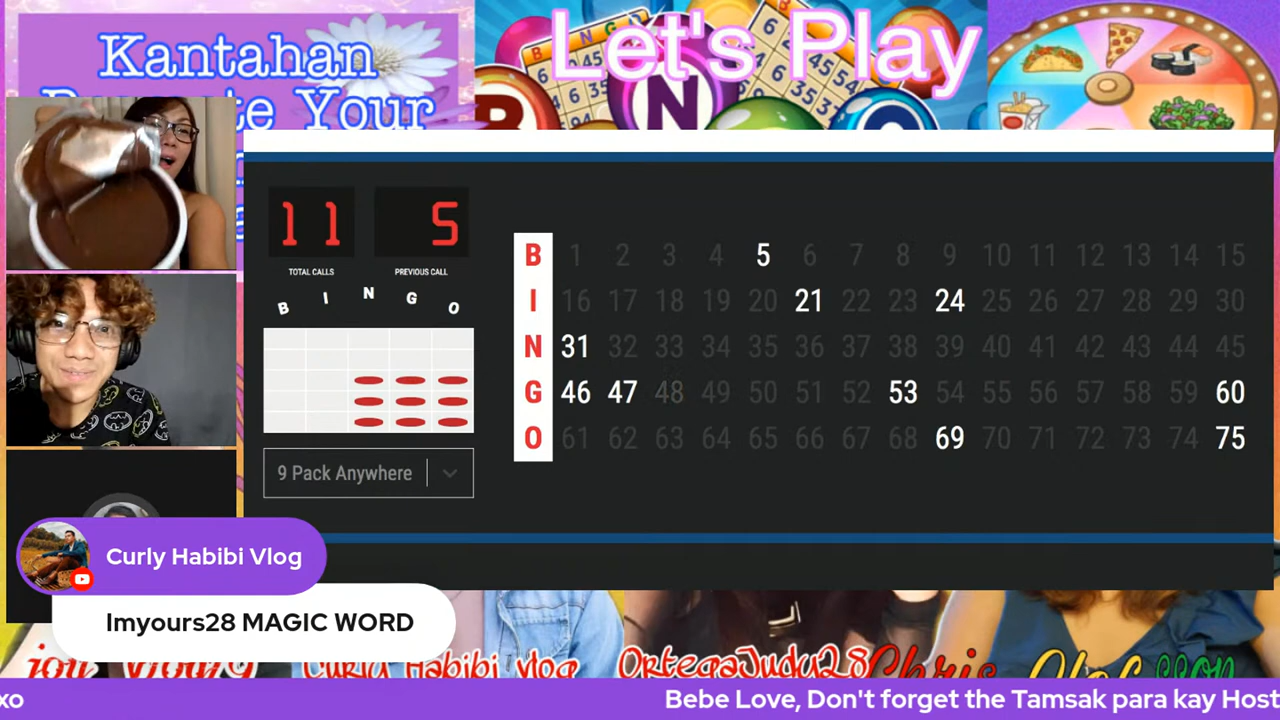 Kantahan
Let's Play
N
11
5
TOTAL CALLS
PREVIOUS CALL
B I N G O
9 Pack Anywhere
B 1 2 3 4 5 6 7 8 9 10 11 12 13 14 15
I 16 17 18 19 20 21 22 23 24 25 26 27 28 29 30
N 31 32 33 34 35 36 37 38 39 40 41 42 43 44 45
G 46 47 48 49 50 51 52 53 54 55 56 57 58 59 60
O 61 62 63 64 65 66 67 68 69 70 71 72 73 74 75
Curly Habibi Vlog
Imyours28 MAGIC WORD
Curly Habibi vlog
OrtegaJudy28
Chris
xo
Bebe Love, Don't forget the Tamsak para kay Host